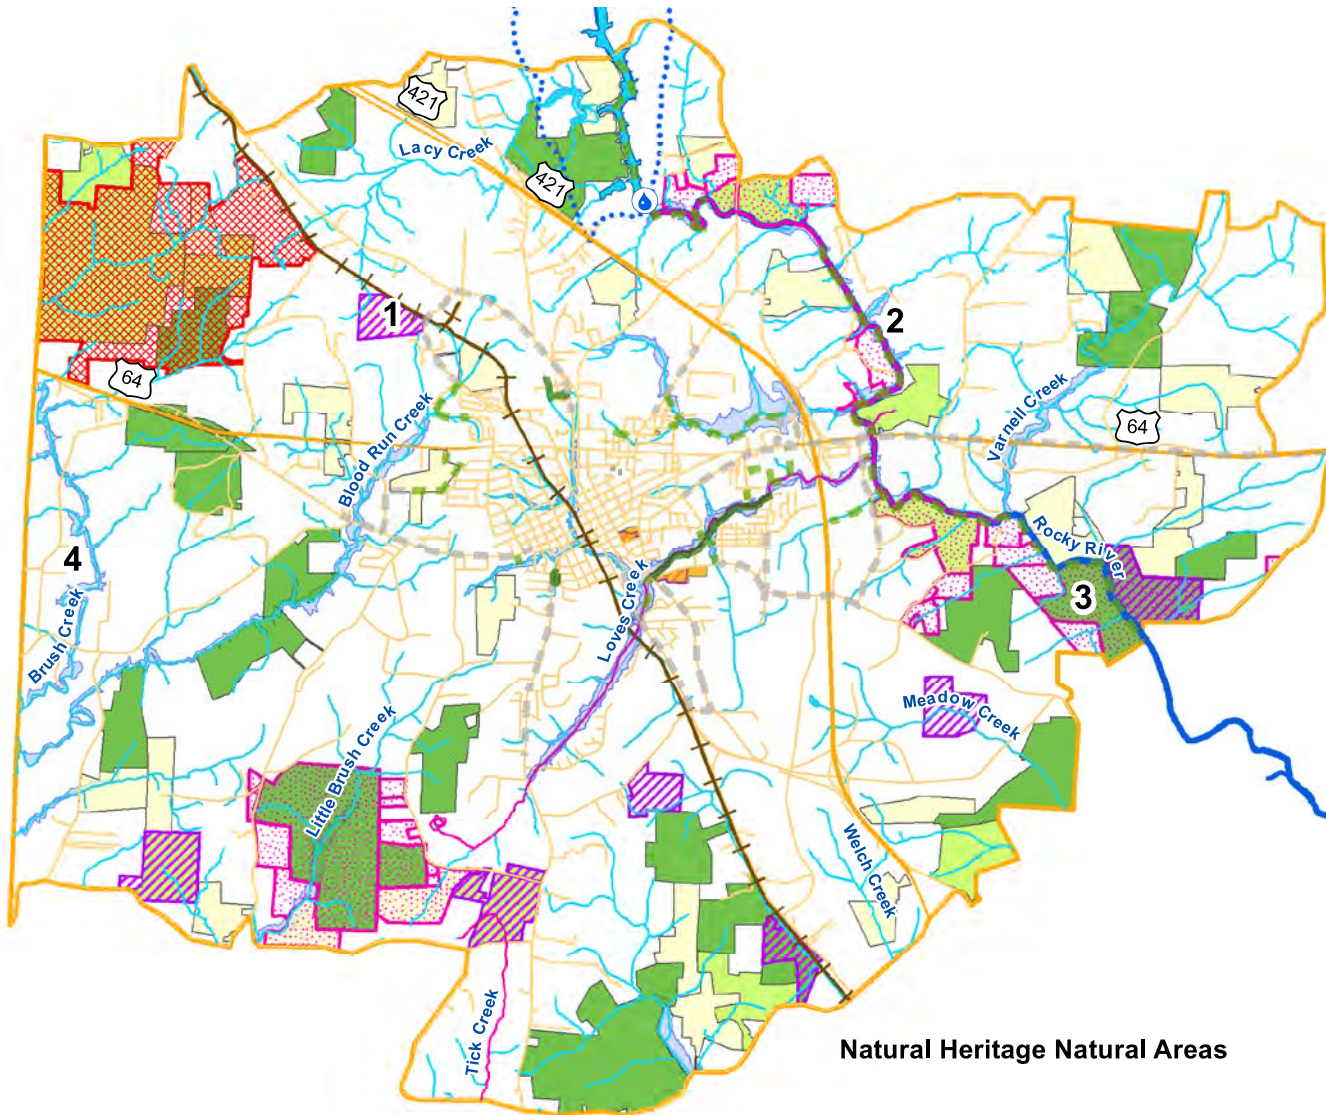 421
Lacy Creek
421
1
2
64
Varnell Creek
64
Blood Run Creek
4
Rocky River
3
Brush Creek
Loves Creek
Meadow Creek
Little Brush Creek
Welch Creek
Tick Creek
Natural Heritage Natural Areas